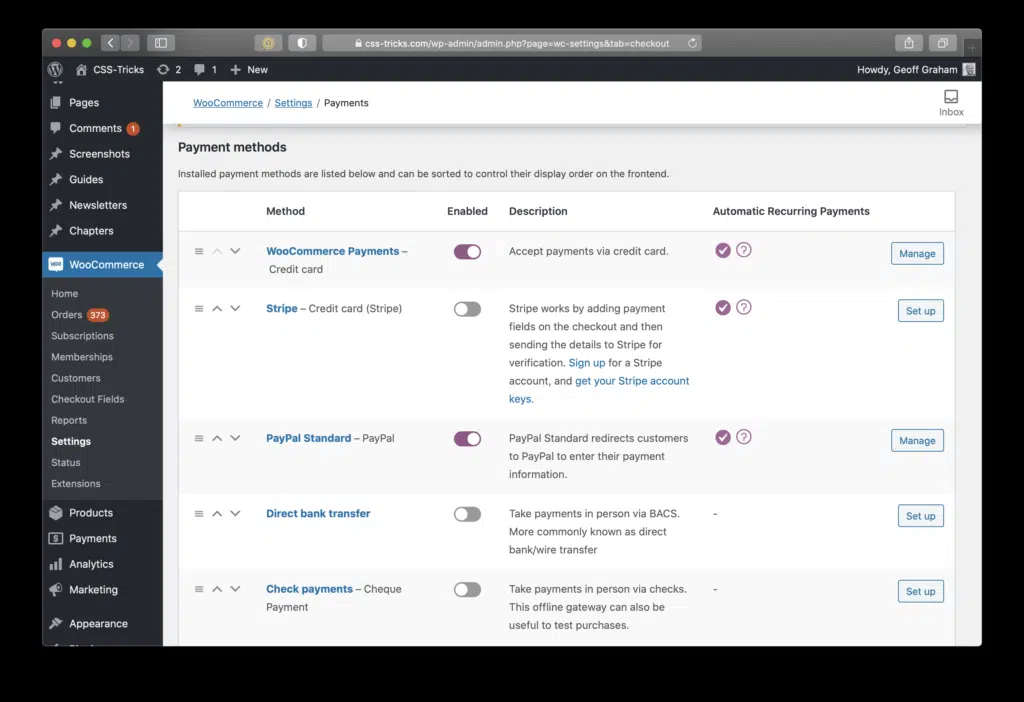 css-tricks.com/wp-admin/admin.php?page=wc-settings&tab=checkout
CSS-Tricks 2 1 + New Howdy, Geoff Graham
Pages
Comments 1
Screenshots
Guides
Newsletters
Chapters
WooCommerce
Home
Orders 373
Subscriptions
Memberships
Customers
Checkout Fields
Reports
Settings
Status
Extensions
Products
Payments
Analytics
Marketing
Appearance
WooCommerce / Settings / Payments
Inbox
Payment methods
Installed payment methods are listed below and can be sorted to control their display order on the frontend.
Method Enabled Description Automatic Recurring Payments
WooCommerce Payments – Accept payments via credit card. Manage
Credit card
Stripe – Credit card (Stripe) Stripe works by adding payment Set up
fields on the checkout and then
sending the details to Stripe for
verification. Sign up for a Stripe
account, and get your Stripe account
keys.
PayPal Standard – PayPal PayPal Standard redirects customers Manage
to PayPal to enter their payment
information.
Direct bank transfer Take payments in person via BACS. - Set up
More commonly known as direct
bank/wire transfer
Check payments – Cheque Take payments in person via checks. - Set up
Payment This offline gateway can also be
useful to test purchases.